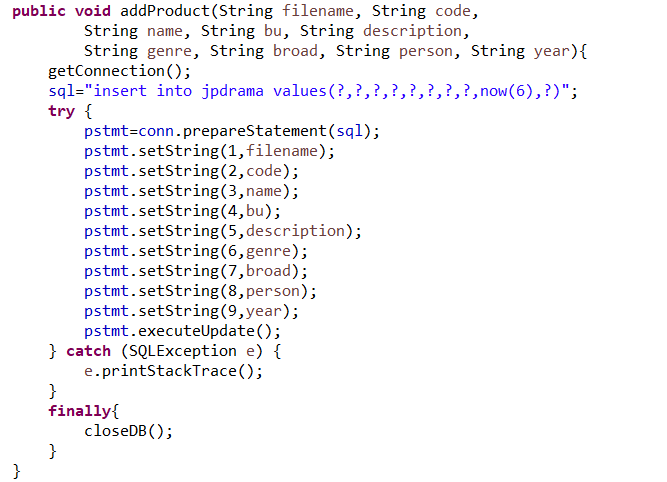 public void addProduct(String filename, String code,
String name, String bu, String description,
String genre, String broad, String person, String year){
getConnection();
sql="insert into jpdrama values(?,?,?,?,?,?,?,?,now(6),?)";
try {
pstmt=conn.prepareStatement(sql);
pstmt.setString(1,filename);
pstmt.setString(2,code);
pstmt.setString(3,name);
pstmt.setString(4,bu);
pstmt.setString(5,description);
pstmt.setString(6,genre);
pstmt.setString(7,broad);
pstmt.setString(8,person);
pstmt.setString(9,year);
pstmt.executeUpdate();
} catch (SQLException e) {
e.printStackTrace();
}
finally{
closeDB();
}
}